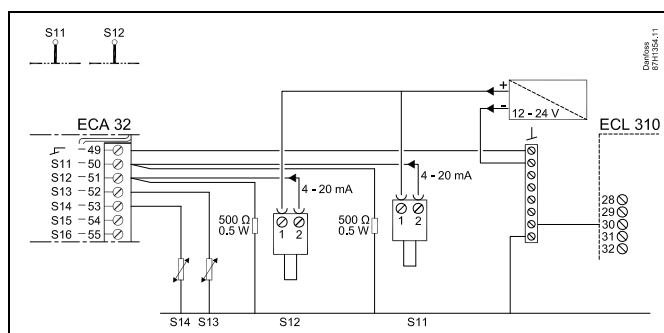 S11 S12
Danfoss
87H1354.11
+
-
12 - 24 V
ECA 32
ECL 310
49
S11 - 50
S12 - 51
S13 - 52
S14 - 53
S15 - 54
S16 - 55
4 - 20 mA
4 - 20 mA
500 Ω
0.5 W
1 2
500 Ω
0.5 W
1 2
28
29
30
31
32
S14 S13 S12 S11